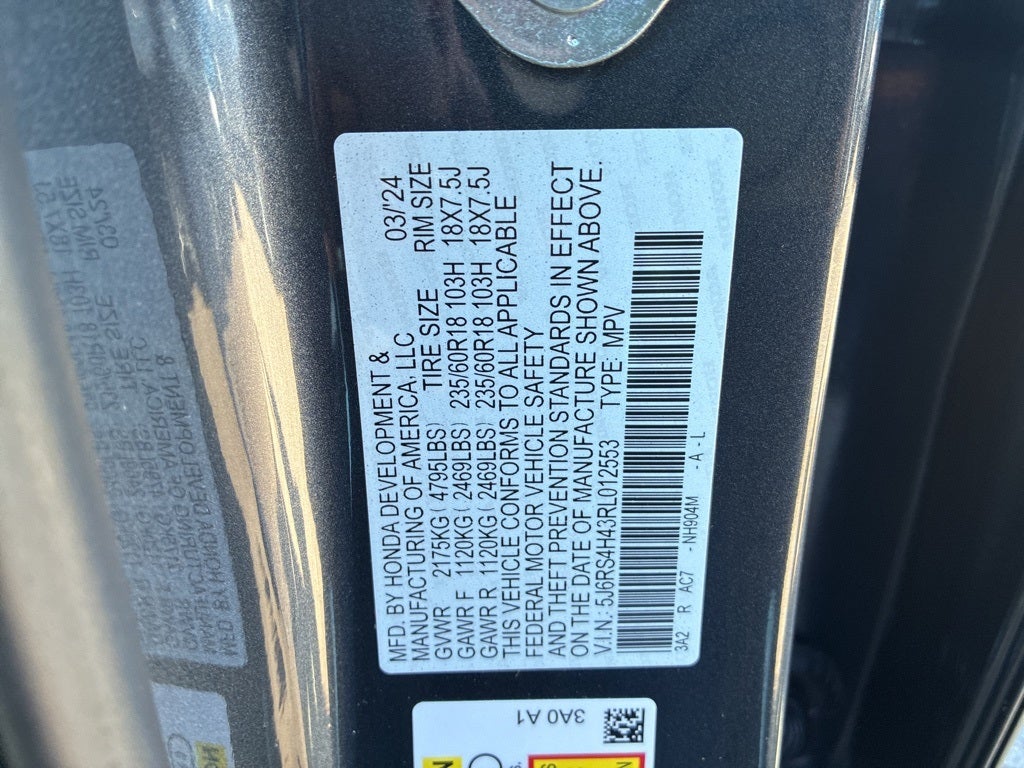 MFD. BY HONDA DEVELOPMENT &
MANUFACTURING OF AMERICA, LLC 03/'24
TIRE SIZE RIM SIZE
GVWR 2175KG ( 4795LBS)
GAWR F 1120KG ( 2469LBS) 235/60R18 103H 18X7.5J
GAWR R 1120KG ( 2469LBS) 235/60R18 103H 18X7.5J
THIS VEHICLE CONFORMS TO ALL APPLICABLE
FEDERAL MOTOR VEHICLE SAFETY
AND THEFT PREVENTION STANDARDS IN EFFECT
ON THE DATE OF MANUFACTURE SHOWN ABOVE.
V.I.N.: 5J6RS4H43RL012553 TYPE: MPV
3A2 R AC7 - NH904M - A - L
3A0 A1